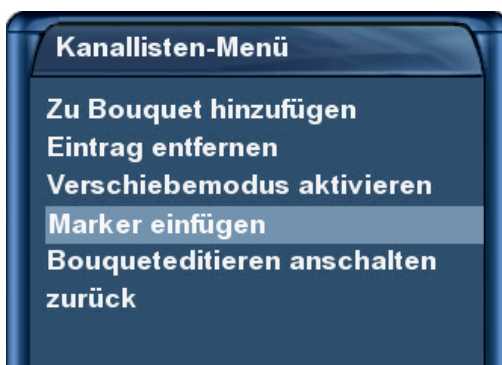 Kanallisten-Menü
Zu Bouquet hinzufügen
Eintrag entfernen
Verschiebemodus aktivieren
Marker einfügen
Bouqueteditieren anschalten
zurück